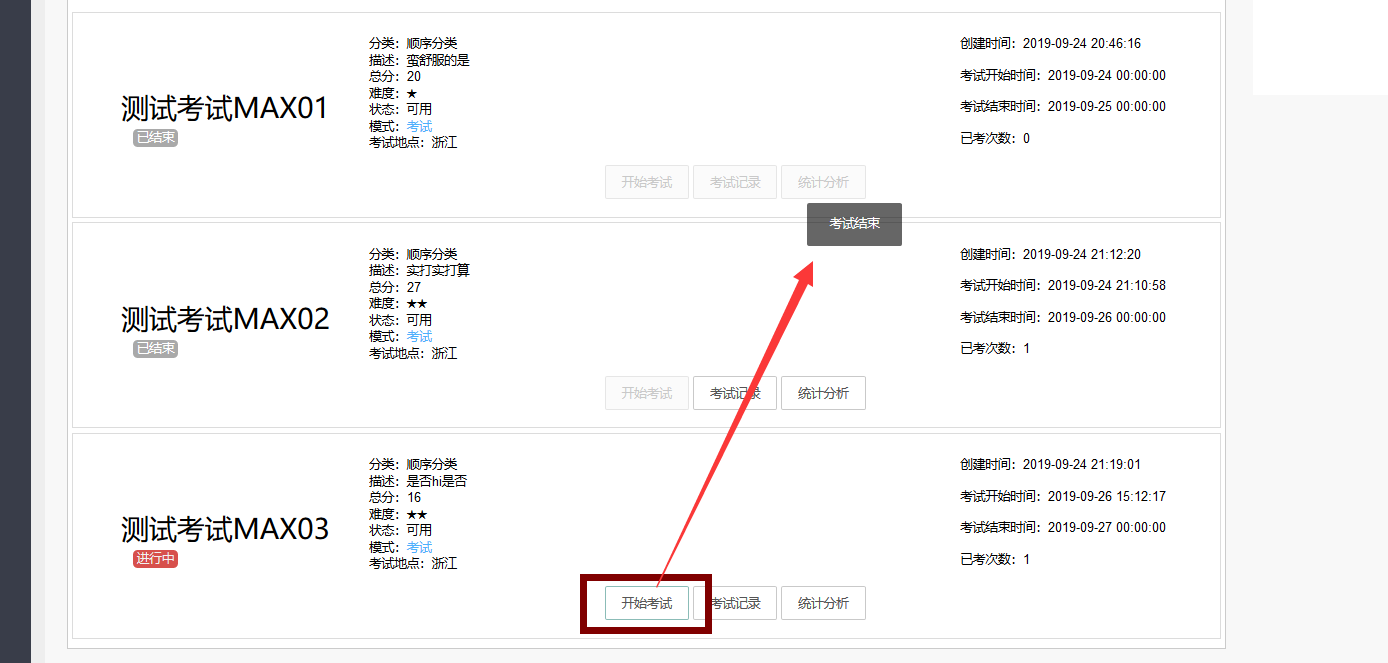 测试考试MAX01
已结束
分类：顺序分类
描述：蛮舒服的是
总分：20
难度：★
状态：可用
模式：考试
考试地点：浙江
创建时间：2019-09-24 20:46:16
考试开始时间：2019-09-24 00:00:00
考试结束时间：2019-09-25 00:00:00
已考次数：0
开始考试 考试记录 统计分析
考试结束
测试考试MAX02
已结束
分类：顺序分类
描述：实打实打算
总分：27
难度：★★
状态：可用
模式：考试
考试地点：浙江
创建时间：2019-09-24 21:12:20
考试开始时间：2019-09-24 21:10:58
考试结束时间：2019-09-26 00:00:00
已考次数：1
开始考试 考试记录 统计分析
测试考试MAX03
进行中
分类：顺序分类
描述：是否hi是否
总分：16
难度：★★
状态：可用
模式：考试
考试地点：浙江
创建时间：2019-09-24 21:19:01
考试开始时间：2019-09-26 15:12:17
考试结束时间：2019-09-27 00:00:00
已考次数：1
开始考试 考试记录 统计分析